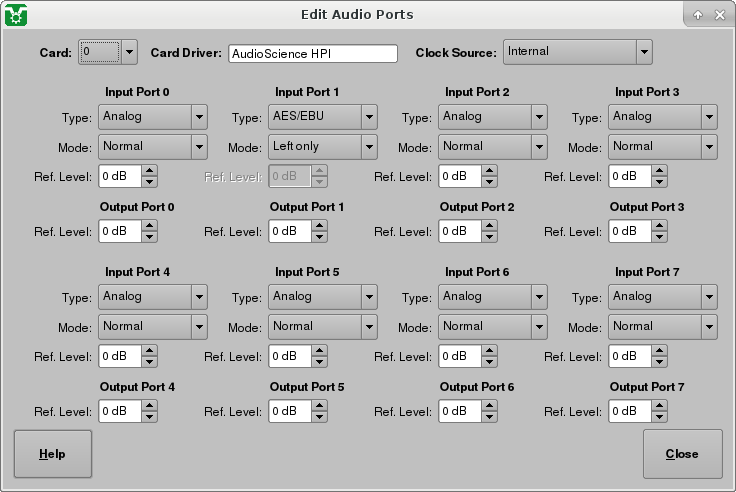 Edit Audio Ports
Card: 0 Card Driver: AudioScience HPI Clock Source: Internal
Input Port 0 Input Port 1 Input Port 2 Input Port 3
Type: Analog Type: AES/EBU Type: Analog Type: Analog
Mode: Normal Mode: Left only Mode: Normal Mode: Normal
Ref. Level: 0 dB Ref. Level: 0 dB Ref. Level: 0 dB Ref. Level: 0 dB
Output Port 0 Output Port 1 Output Port 2 Output Port 3
Ref. Level: 0 dB Ref. Level: 0 dB Ref. Level: 0 dB Ref. Level: 0 dB
Input Port 4 Input Port 5 Input Port 6 Input Port 7
Type: Analog Type: Analog Type: Analog Type: Analog
Mode: Normal Mode: Normal Mode: Normal Mode: Normal
Ref. Level: 0 dB Ref. Level: 0 dB Ref. Level: 0 dB Ref. Level: 0 dB
Output Port 4 Output Port 5 Output Port 6 Output Port 7
Ref. Level: 0 dB Ref. Level: 0 dB Ref. Level: 0 dB Ref. Level: 0 dB
Help Close